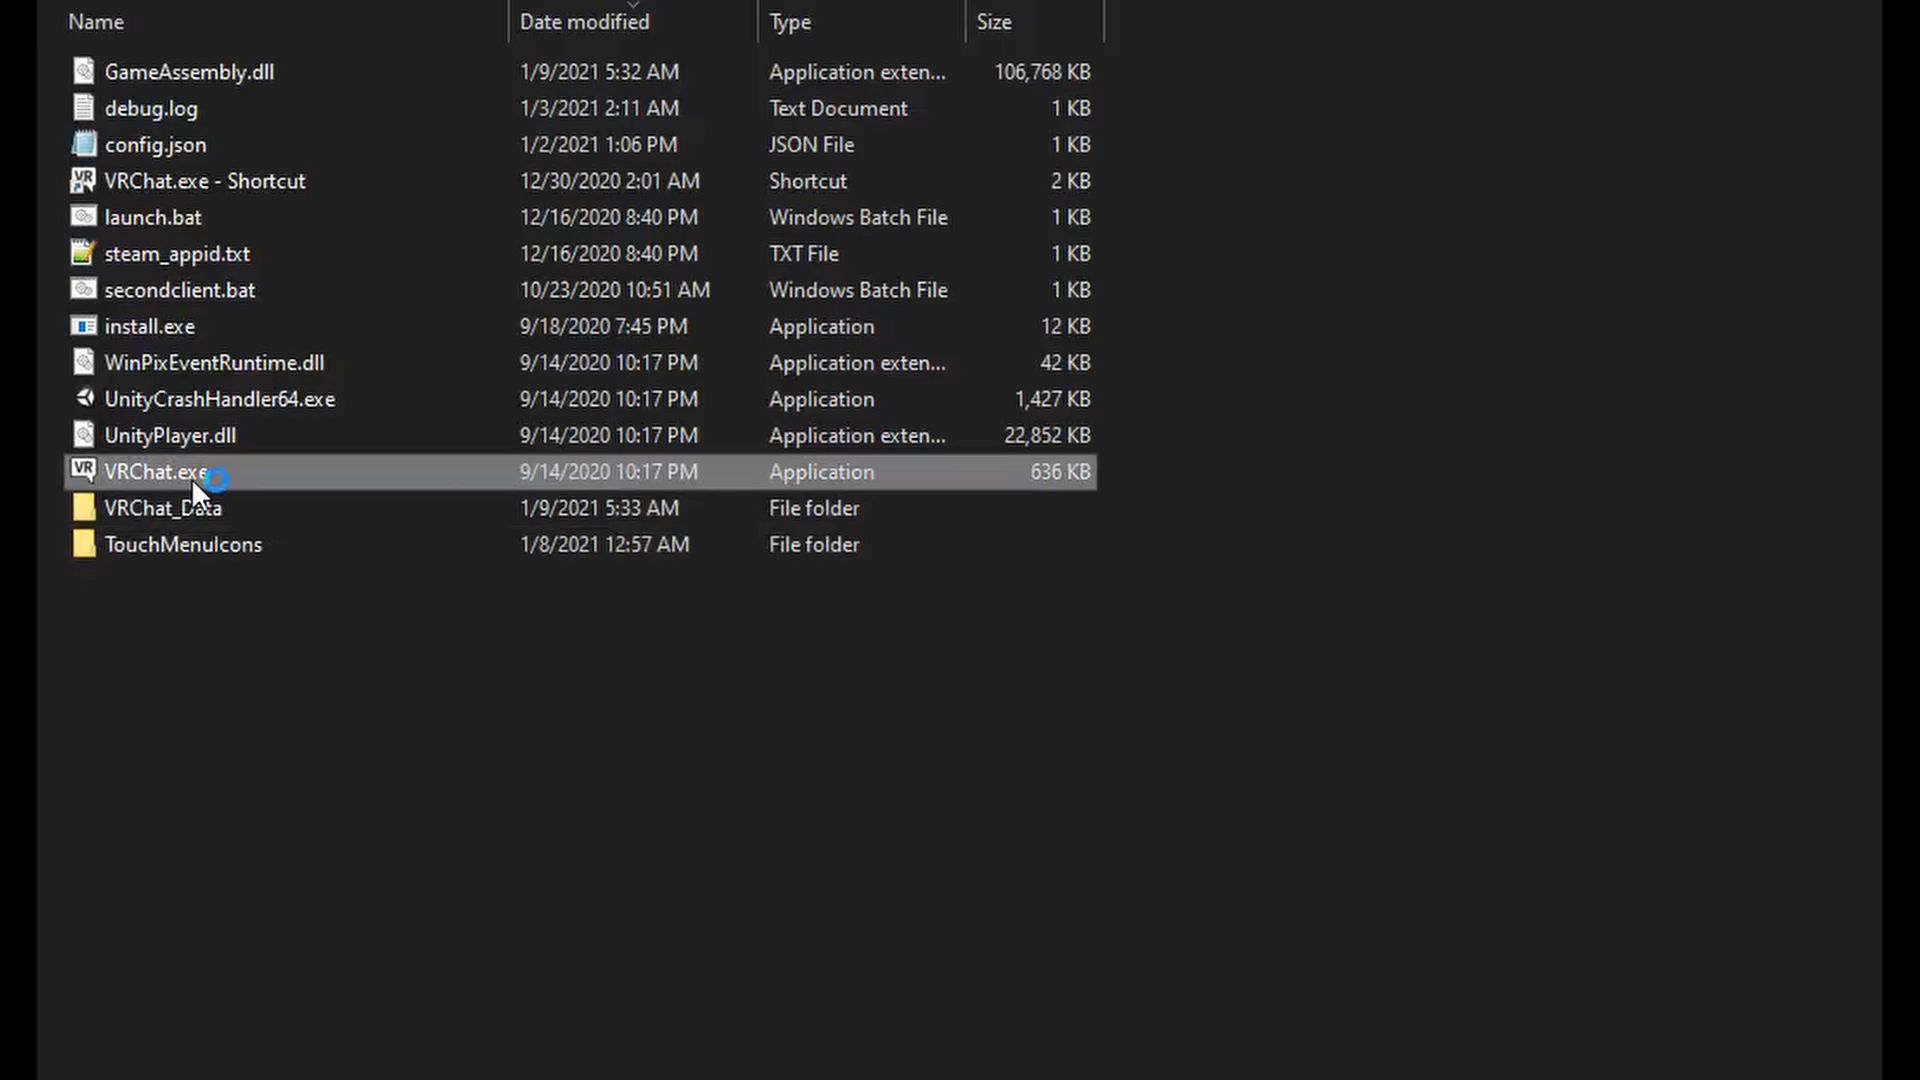 Name Date modified Type Size
GameAssembly.dll 1/9/2021 5:32 AM Application exten... 106,768 KB
debug.log 1/3/2021 2:11 AM Text Document 1 KB
config.json 1/2/2021 1:06 PM JSON File 1 KB
VRChat.exe - Shortcut 12/30/2020 2:01 AM Shortcut 2 KB
launch.bat 12/16/2020 8:40 PM Windows Batch File 1 KB
steam_appid.txt 12/16/2020 8:40 PM TXT File 1 KB
secondclient.bat 10/23/2020 10:51 AM Windows Batch File 1 KB
install.exe 9/18/2020 7:45 PM Application 12 KB
WinPixEventRuntime.dll 9/14/2020 10:17 PM Application exten... 42 KB
UnityCrashHandler64.exe 9/14/2020 10:17 PM Application 1,427 KB
UnityPlayer.dll 9/14/2020 10:17 PM Application exten... 22,852 KB
VR VRChat.exe 9/14/2020 10:17 PM Application 636 KB
VRChat_Data 1/9/2021 5:33 AM File folder
TouchMenuIcons 1/8/2021 12:57 AM File folder